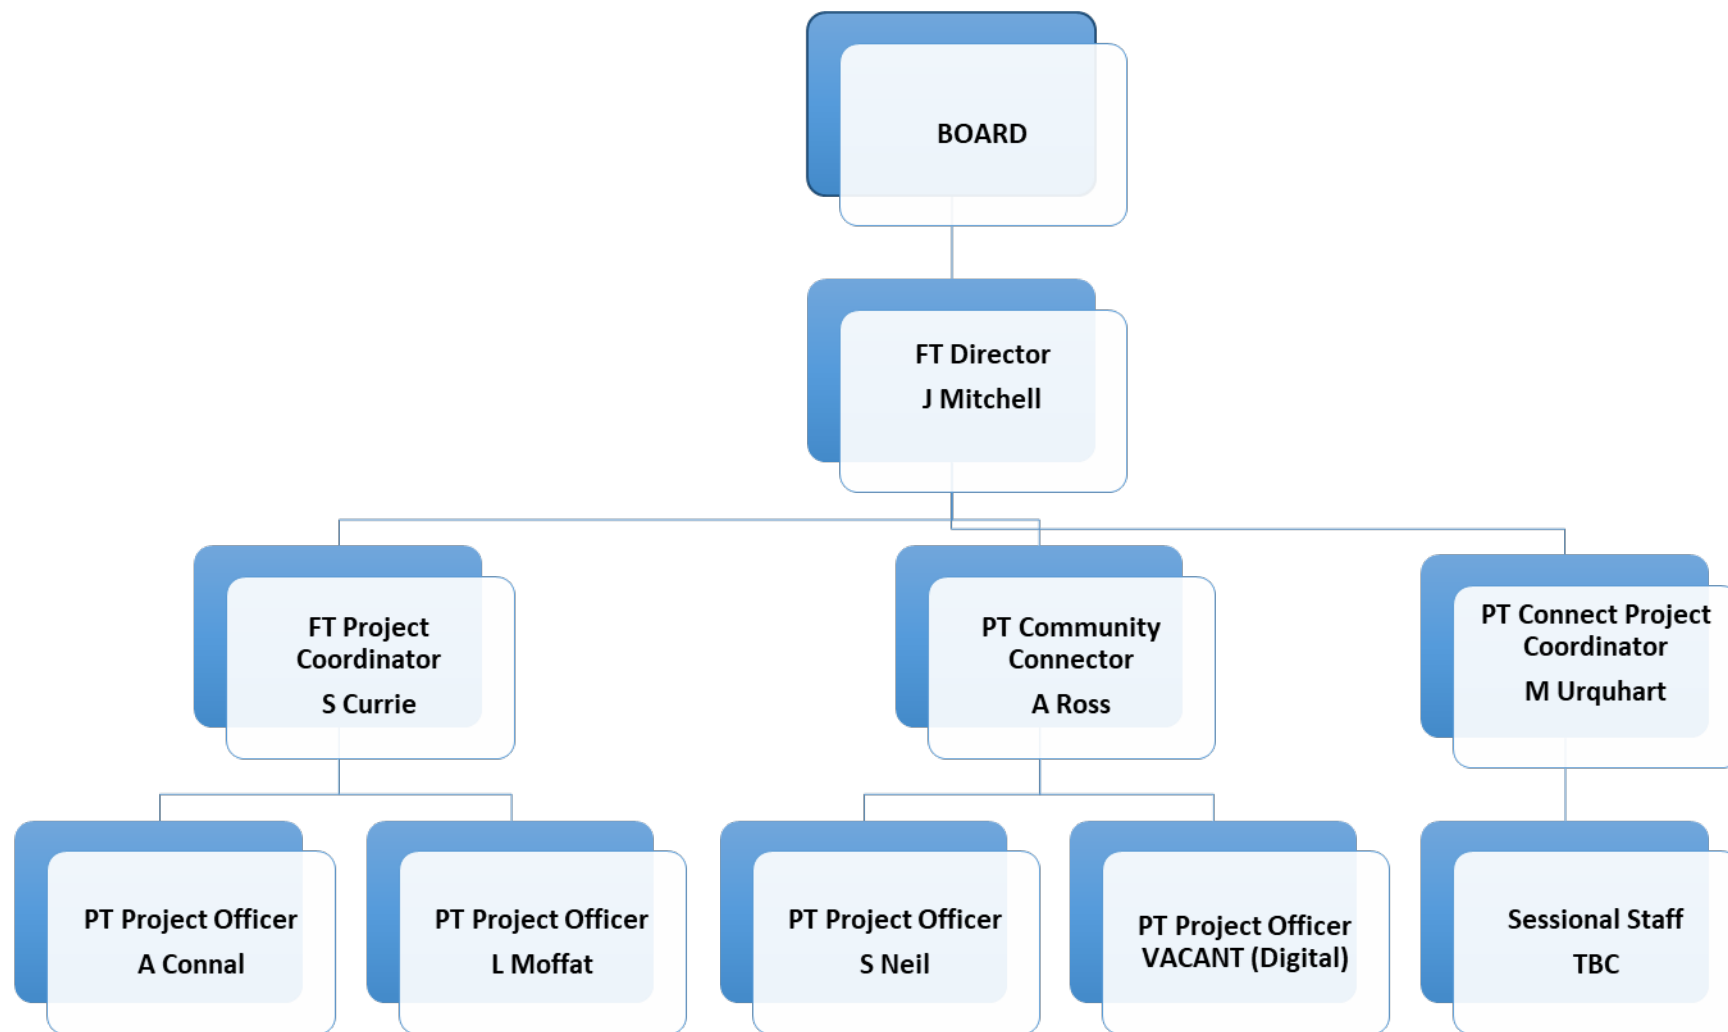 BOARD
FT Director
J Mitchell
FT Project
Coordinator
S Currie
PT Community
Connector
A Ross
PT Connect Project
Coordinator
M Urquhart
PT Project Officer
A Connal
PT Project Officer
L Moffat
PT Project Officer
S Neil
PT Project Officer
VACANT (Digital)
Sessional Staff
TBC